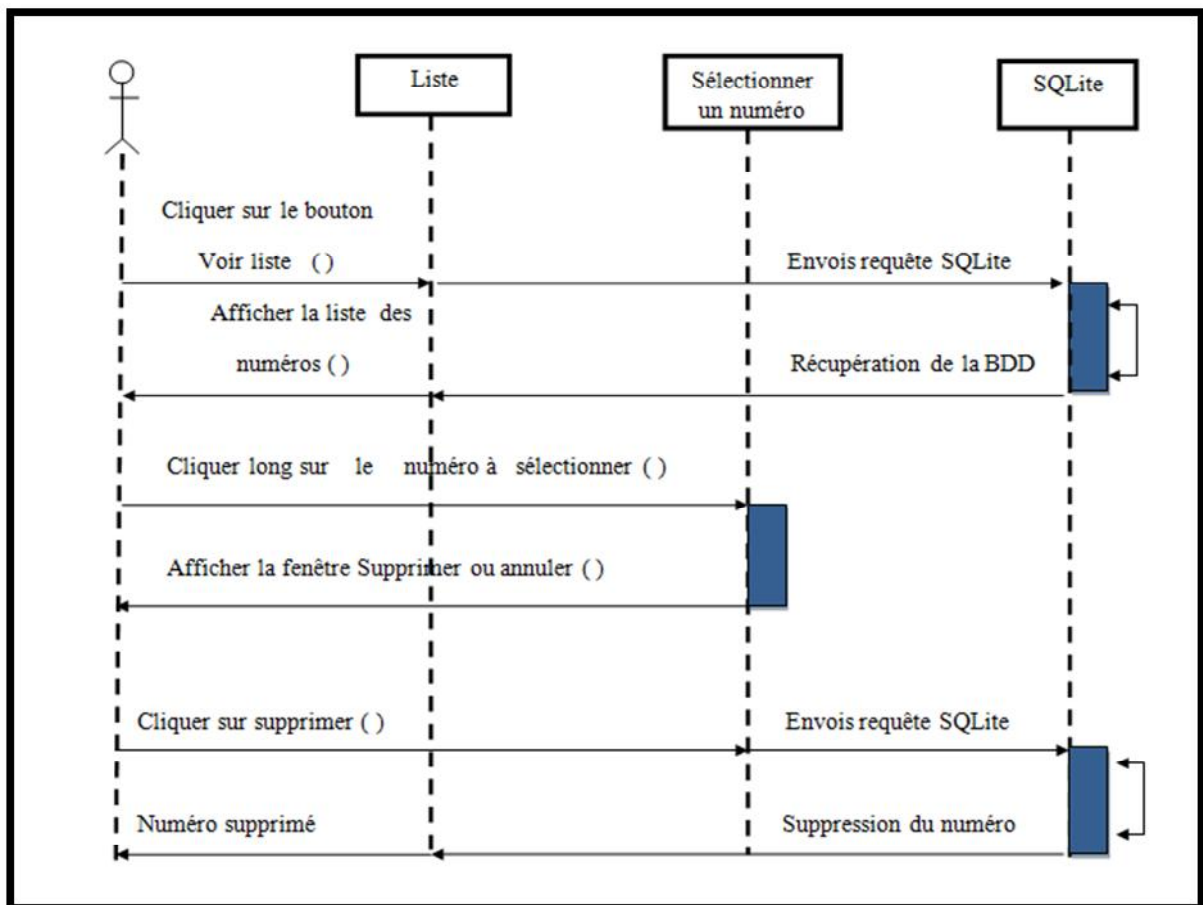 Liste
Sélectionner
un numéro
SQLite
Cliquer sur le bouton
Voir liste ( )
Envois requête SQLite
Afficher la liste des
numéros ( )
Récupération de la BDD
Cliquer long sur le numéro à sélectionner ( )
Afficher la fenêtre Supprimer ou annuler ( )
Cliquer sur supprimer ( )
Envois requête SQLite
Numéro supprimé
Suppression du numéro